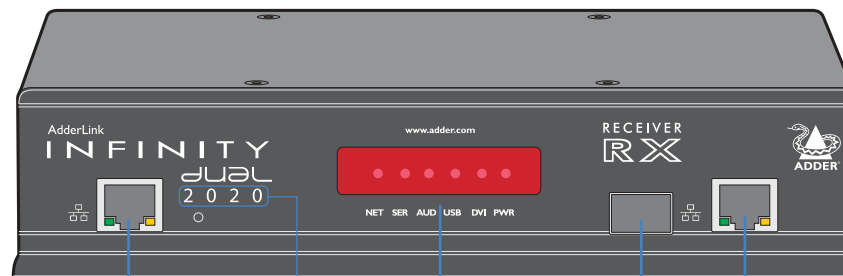 AdderLink
INFINITY
dual
2020
www.adder.com
NET SER AUD USB DVI PWR
RECEIVER
RX
ADDER®